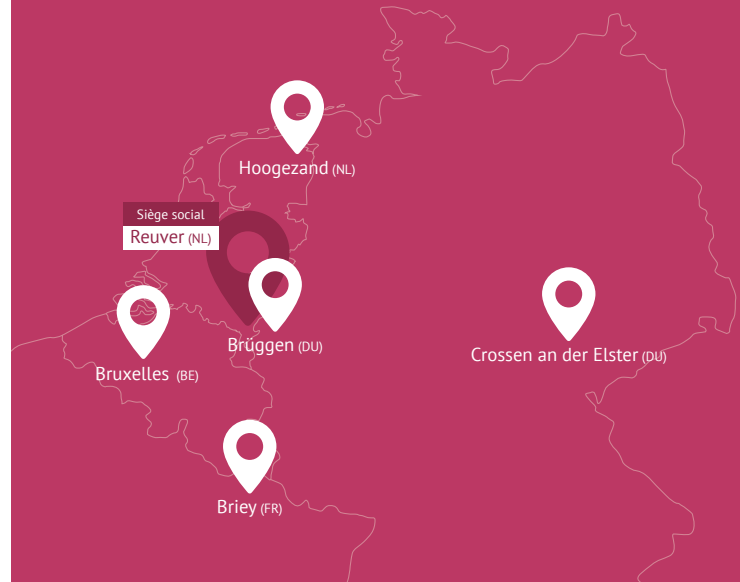 Hoogezand (NL)
Siège social
Reuver (NL)
Brüggen (DU)
Crossen an der Elster (DU)
Bruxelles (BE)
Briey (FR)